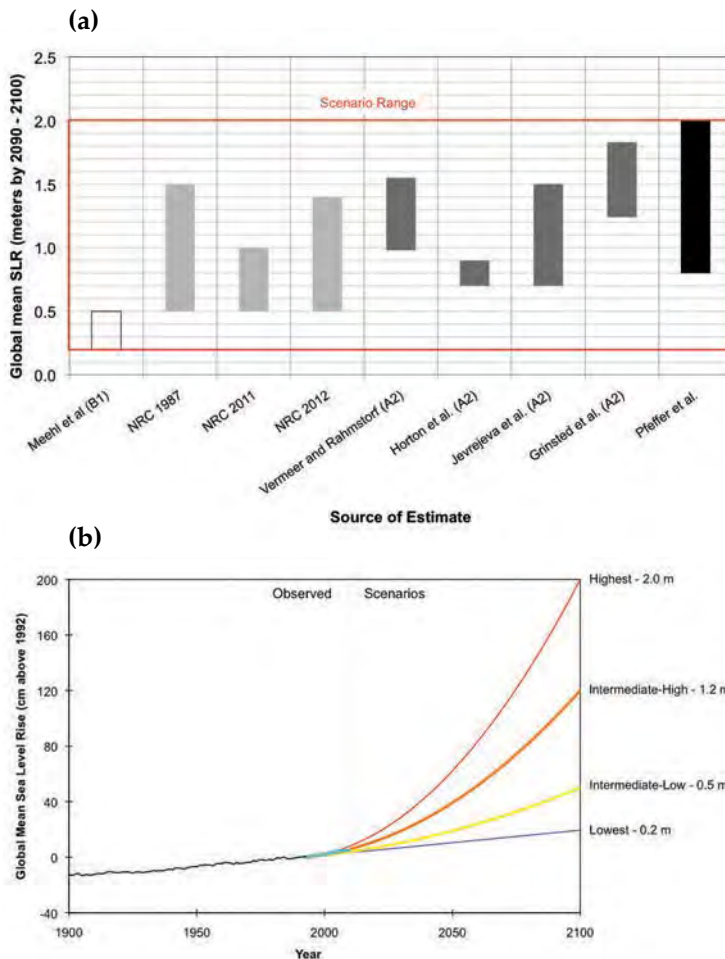 (a)
Global mean SLR (meters by 2090 - 2100)
2.5
2.0
1.5
1.0
0.5
0.0
Scenario Range
Meehl et al (B1)
NRC 1987
NRC 2011
NRC 2012
Vermeer and Rahmstorf (A2)
Horton et al. (A2)
Jevrejeva et al. (A2)
Grinsted et al. (A2)
Pfeffer et al.
Source of Estimate
(b)
Global Mean Sea Level Rise (cm above 1992)
200
160
120
80
40
0
-40
Observed
Scenarios
Highest - 2.0 m
Intermediate-High - 1.2 m
Intermediate-Low - 0.5 m
Lowest - 0.2 m
1900
1950
2000
2050
2100
Year